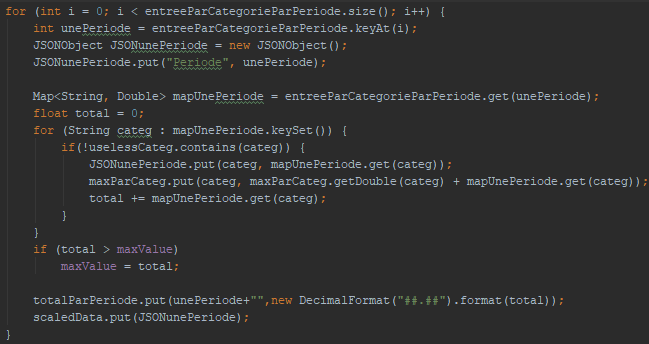 for (int i = 0; i < entreeParCategorieParPeriode.size(); i++) {
int unePeriode = entreeParCategorieParPeriode.keyAt(i);
JSONObject JSONunePeriode = new JSONObject();
JSONunePeriode.put("Periode", unePeriode);
Map<String, Double> mapUnePeriode = entreeParCategorieParPeriode.get(unePeriode);
float total = 0;
for (String categ : mapUnePeriode.keySet()) {
if(!uselessCateg.contains(categ)) {
JSONunePeriode.put(categ, mapUnePeriode.get(categ));
maxParCateg.put(categ, maxParCateg.getDouble(categ) + mapUnePeriode.get(categ));
total += mapUnePeriode.get(categ);
}
}
if (total > maxValue)
maxValue = total;
totalParPeriode.put(unePeriode+"",new DecimalFormat("##.##").format(total));
scaledData.put(JSONunePeriode);
}